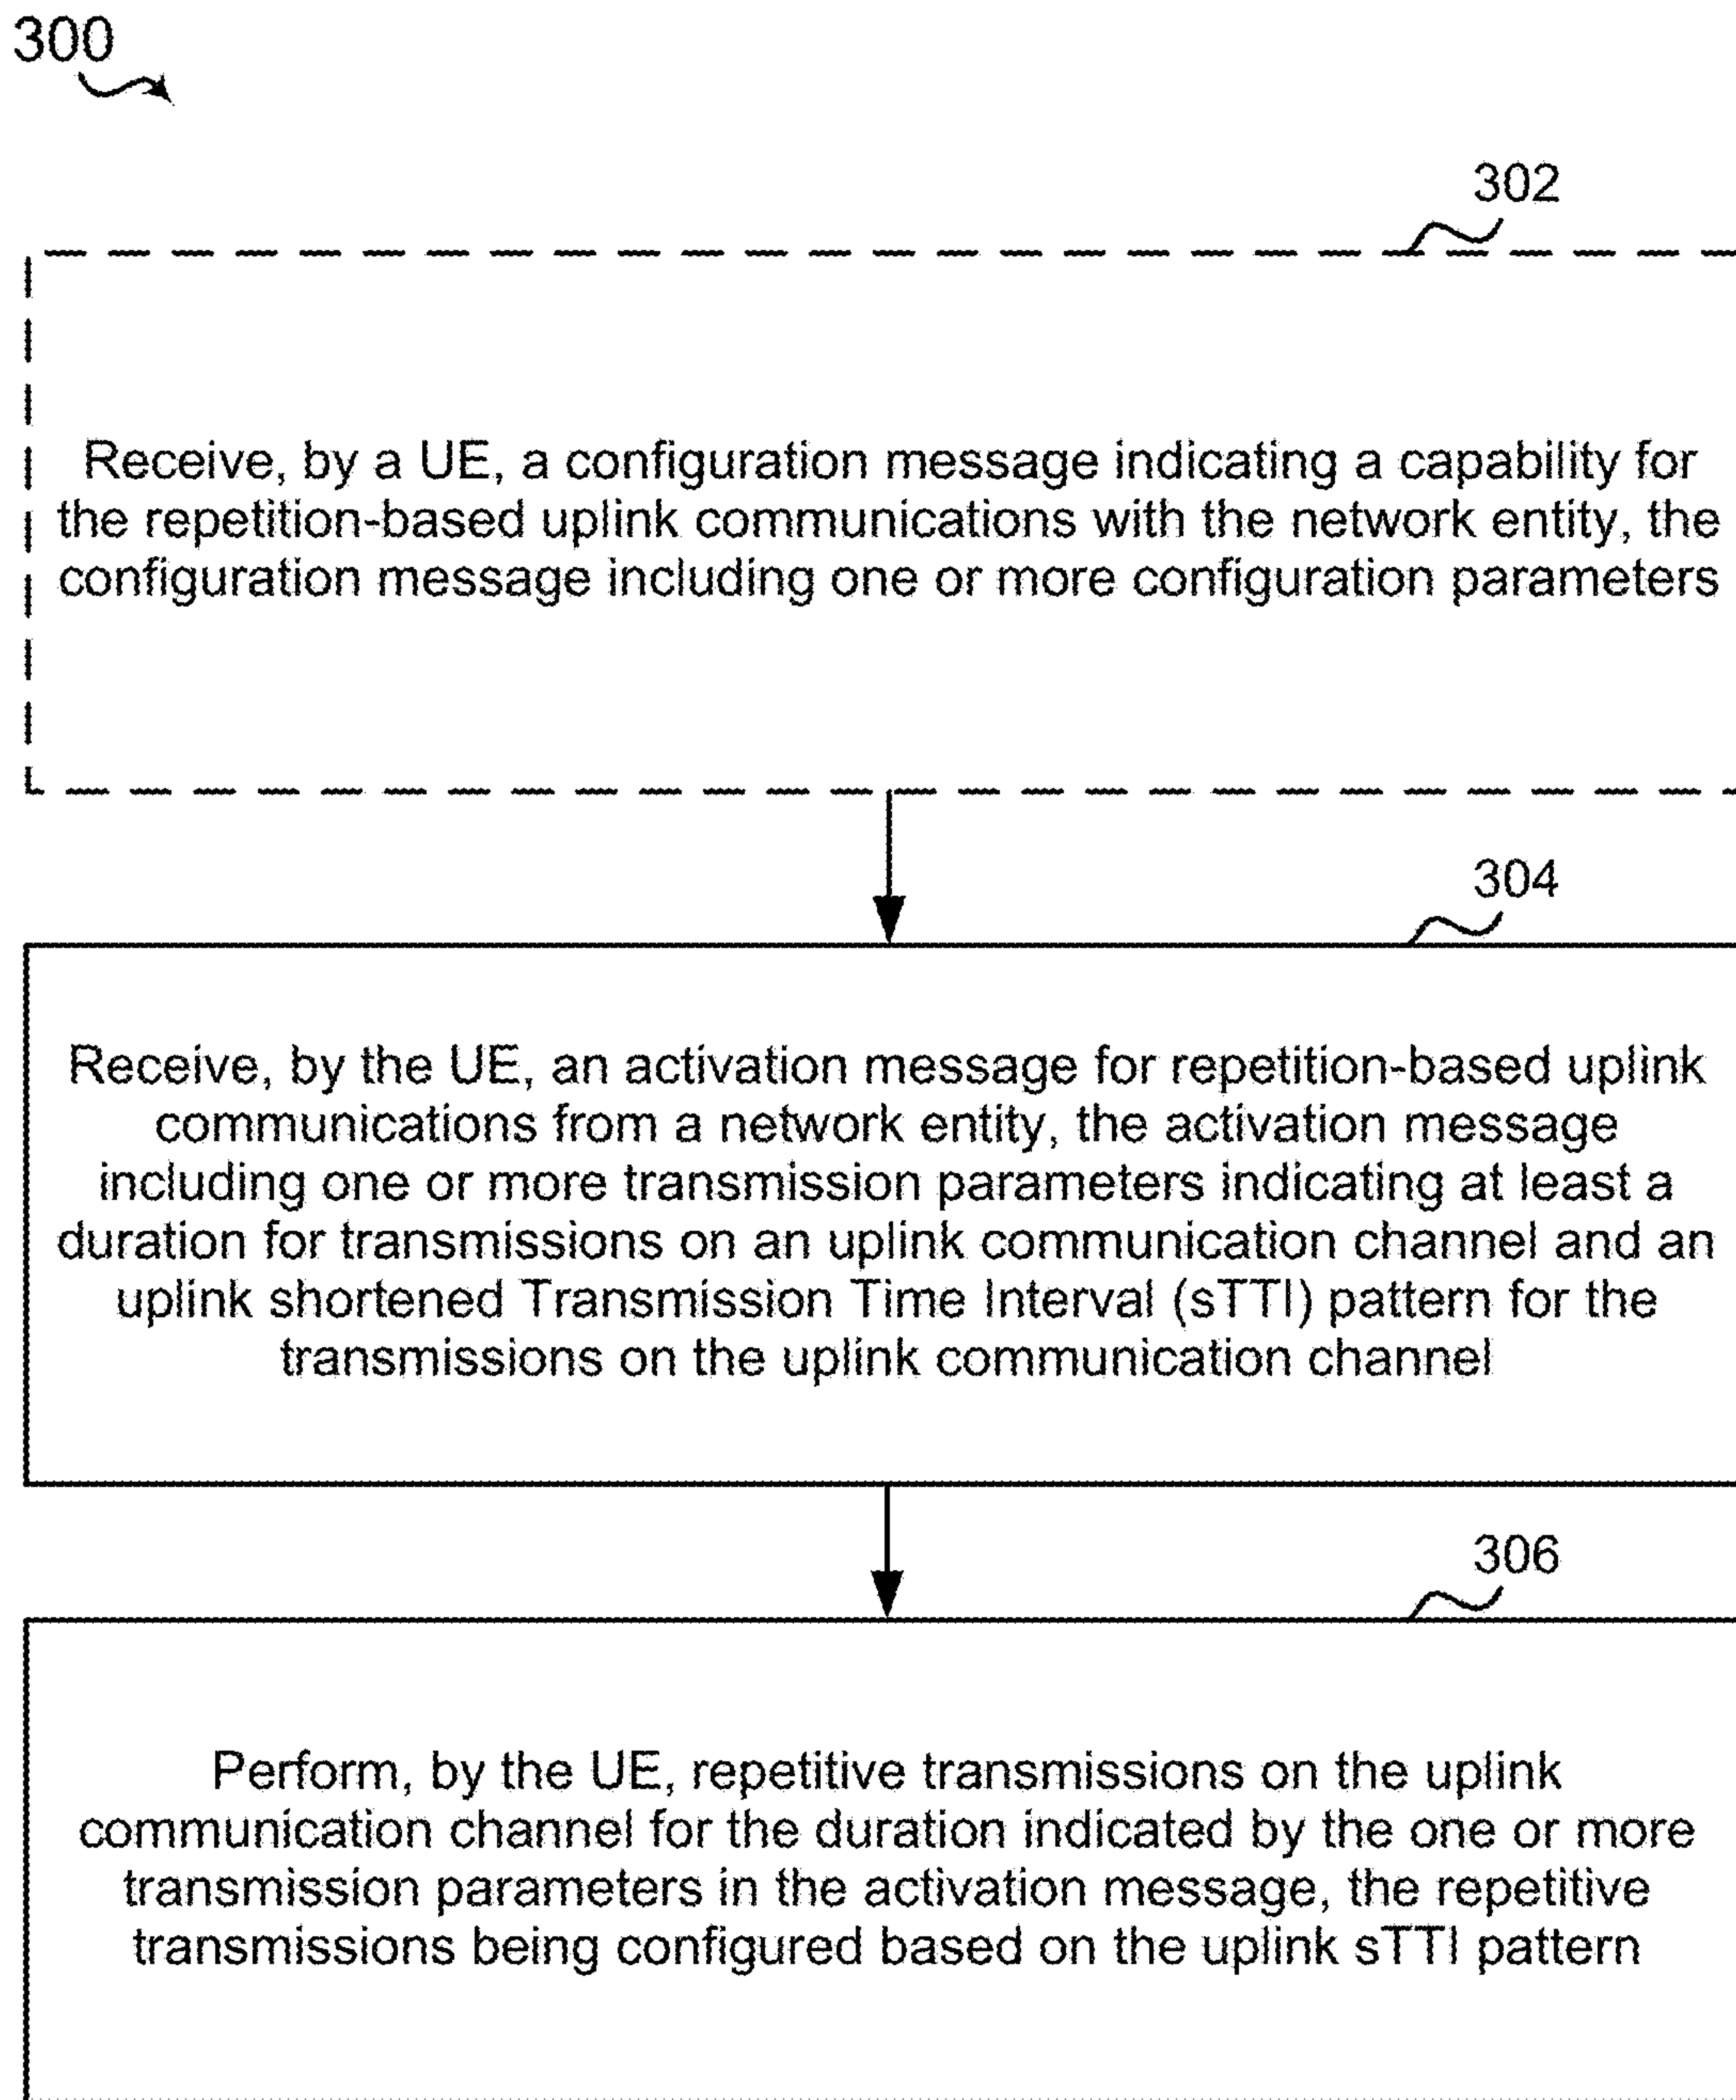 300
302
Receive, by a UE, a configuration message indicating a capability for
the repetition-based uplink communications with the network entity, the
configuration message including one or more configuration parameters
304
Receive, by the UE, an activation message for repetition-based uplink
communications from a network entity, the activation message
including one or more transmission parameters indicating at least a
duration for transmissions on an uplink communication channel and an
uplink shortened Transmission Time Interval (sTTI) pattern for the
transmissions on the uplink communication channel
306
Perform, by the UE, repetitive transmissions on the uplink
communication channel for the duration indicated by the one or more
transmission parameters in the activation message, the repetitive
transmissions being configured based on the uplink sTTI pattern